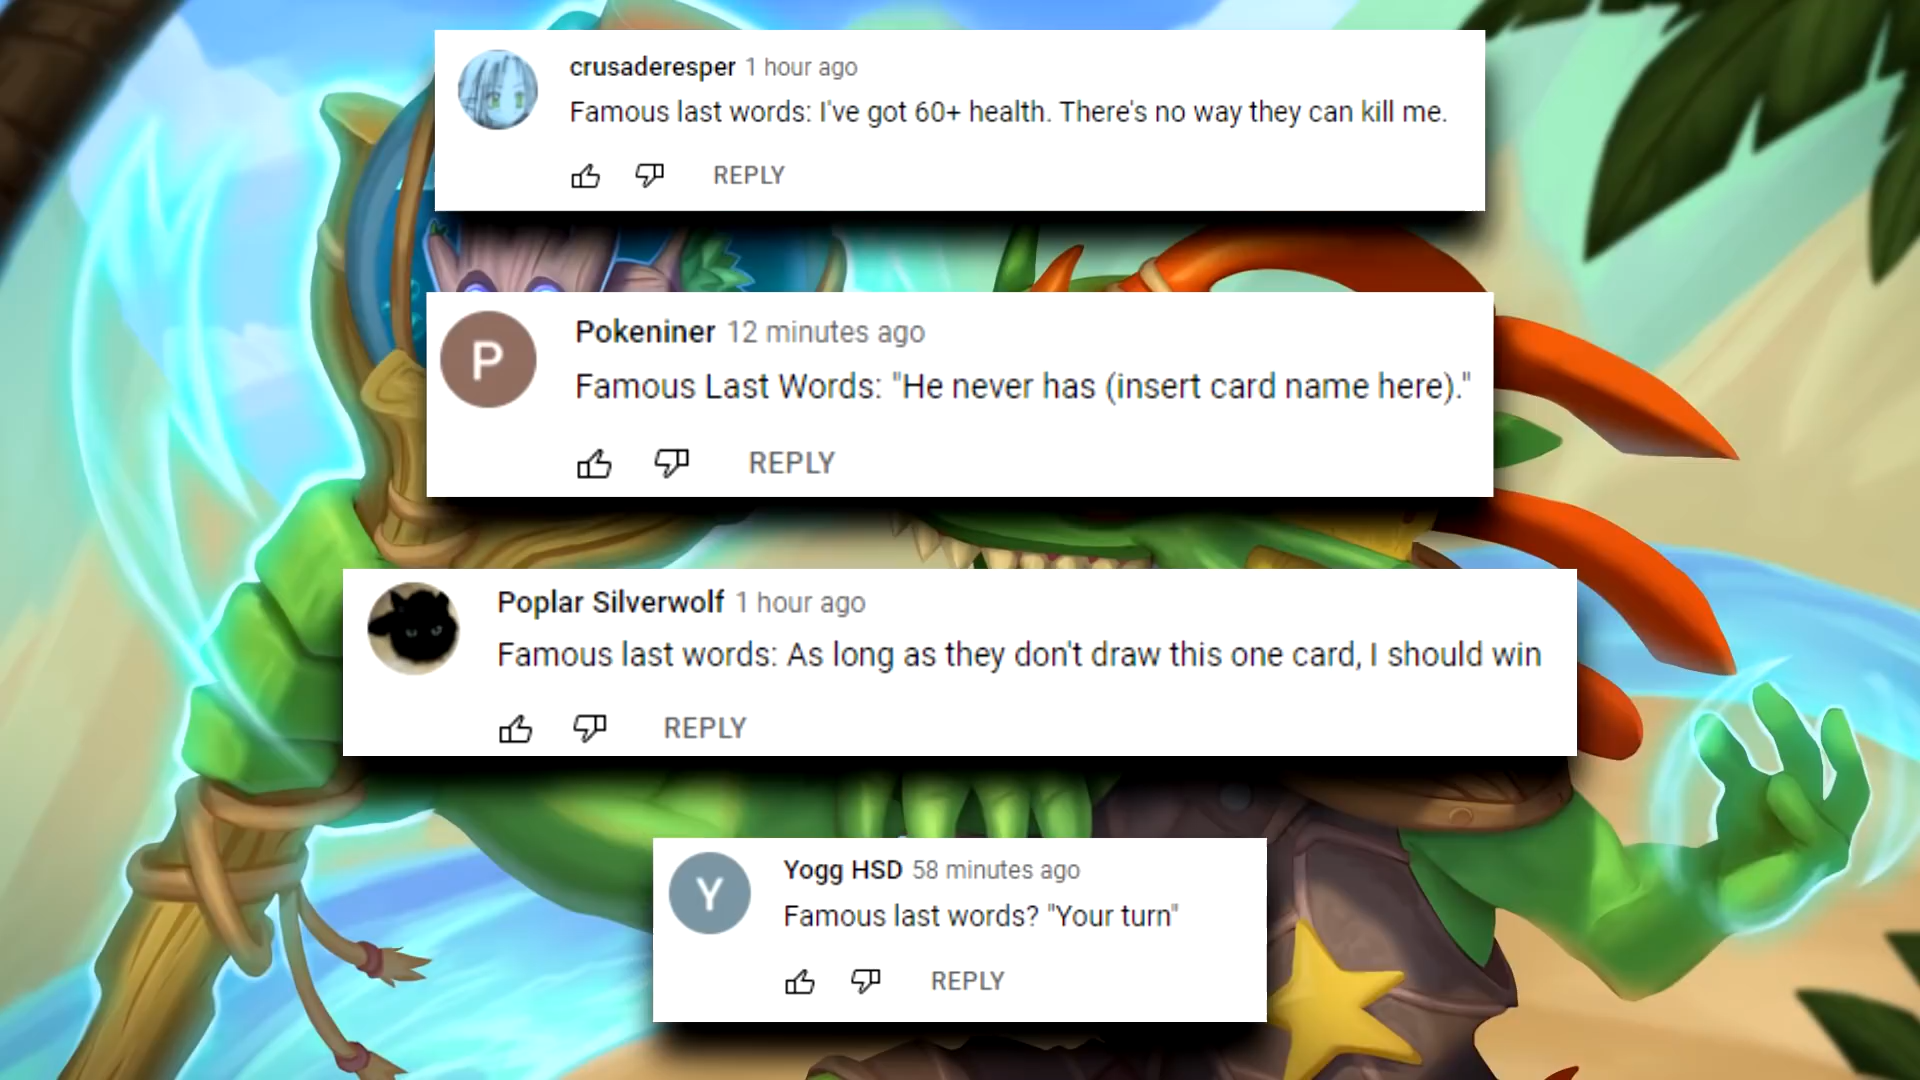 crusaderesper 1 hour ago
Famous last words: I've got 60+ health. There's no way they can kill me.
REPLY
P
Pokeniner 12 minutes ago
Famous Last Words: "He never has (insert card name here)."
REPLY
Poplar Silverwolf 1 hour ago
Famous last words: As long as they don't draw this one card, I should win
REPLY
Y
Yogg HSD 58 minutes ago
Famous last words? "Your turn"
REPLY